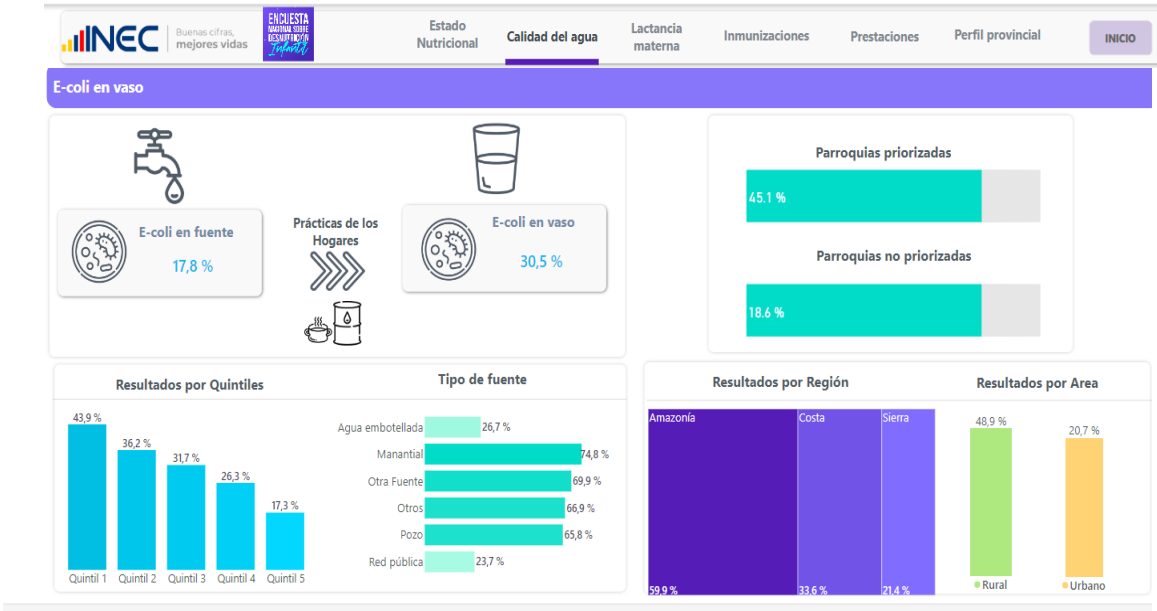 INEC
Buenas cifras,
mejores vidas
ENCUESTA
NACIONAL SOBRE
DESNUTRICIÓN
Infantil
Estado
Nutricional
Calidad del agua
Lactancia
materna
Inmunizaciones
Prestaciones
Perfil provincial
INICIO
E-coli en vaso
E-coli en fuente
17,8 %
Prácticas de los
Hogares
E-coli en vaso
30,5 %
Parroquias priorizadas
45.1 %
Parroquias no priorizadas
18.6 %
Resultados por Quintiles
43,9 %
36,2 %
31,7 %
26,3 %
17,3 %
Quintil 1
Quintil 2
Quintil 3
Quintil 4
Quintil 5
Tipo de fuente
Agua embotellada
26,7 %
Manantial
74,8 %
Otra Fuente
69,9 %
Otros
66,9 %
Pozo
65,8 %
Red pública
23,7 %
Resultados por Región
Amazonía
Costa
Sierra
59,9 %
33,6 %
21,4 %
Resultados por Area
48,9 %
20,7 %
Rural
Urbano